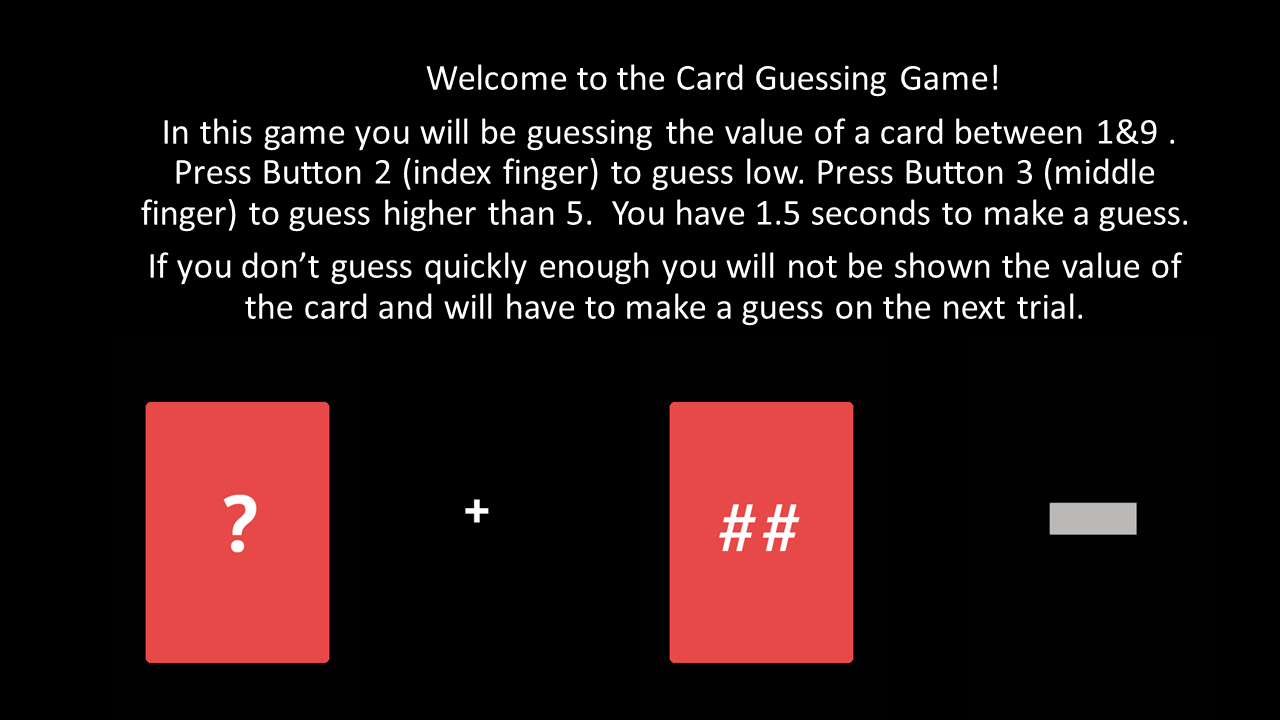 Welcome to the Card Guessing Game!
In this game you will be guessing the value of a card between 1&9 .
Press Button 2 (index finger) to guess low. Press Button 3 (middle
finger) to guess higher than 5.  You have 1.5 seconds to make a guess.
If you don’t guess quickly enough you will not be shown the value of
the card and will have to make a guess on the next trial.
? + ##